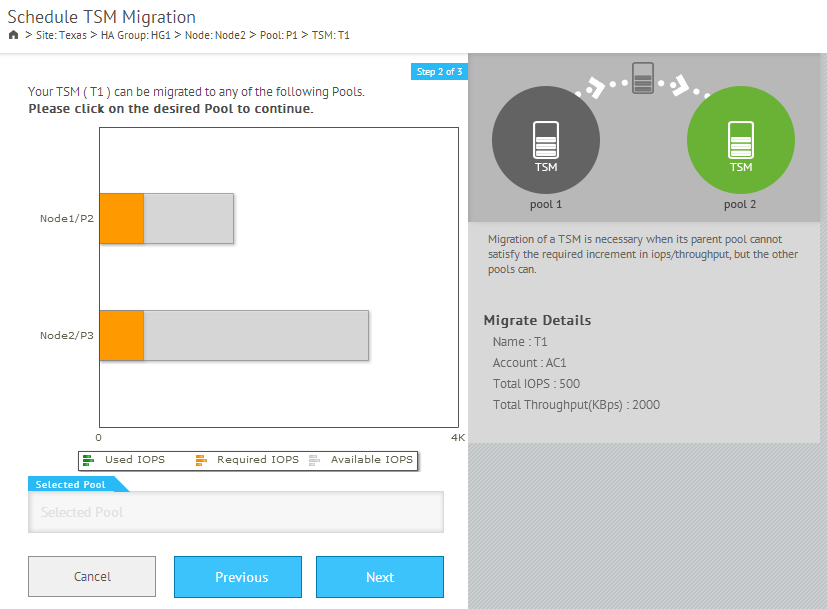 Schedule TSM Migration
> Site: Texas > HA Group: HG1 > Node: Node2 > Pool: P1 > TSM: T1
Step 2 of 3
Your TSM ( T1 ) can be migrated to any of the following Pools.
Please click on the desired Pool to continue.
Node1/P2
Node2/P3
0
4K
Used IOPS
Required IOPS
Available IOPS
Selected Pool
Selected Pool
Cancel
Previous
Next
TSM
TSM
pool 1
pool 2
Migration of a TSM is necessary when its parent pool cannot
satisfy the required increment in iops/throughput, but the other
pools can.
Migrate Details
Name : T1
Account : AC1
Total IOPS : 500
Total Throughput(KBps) : 2000